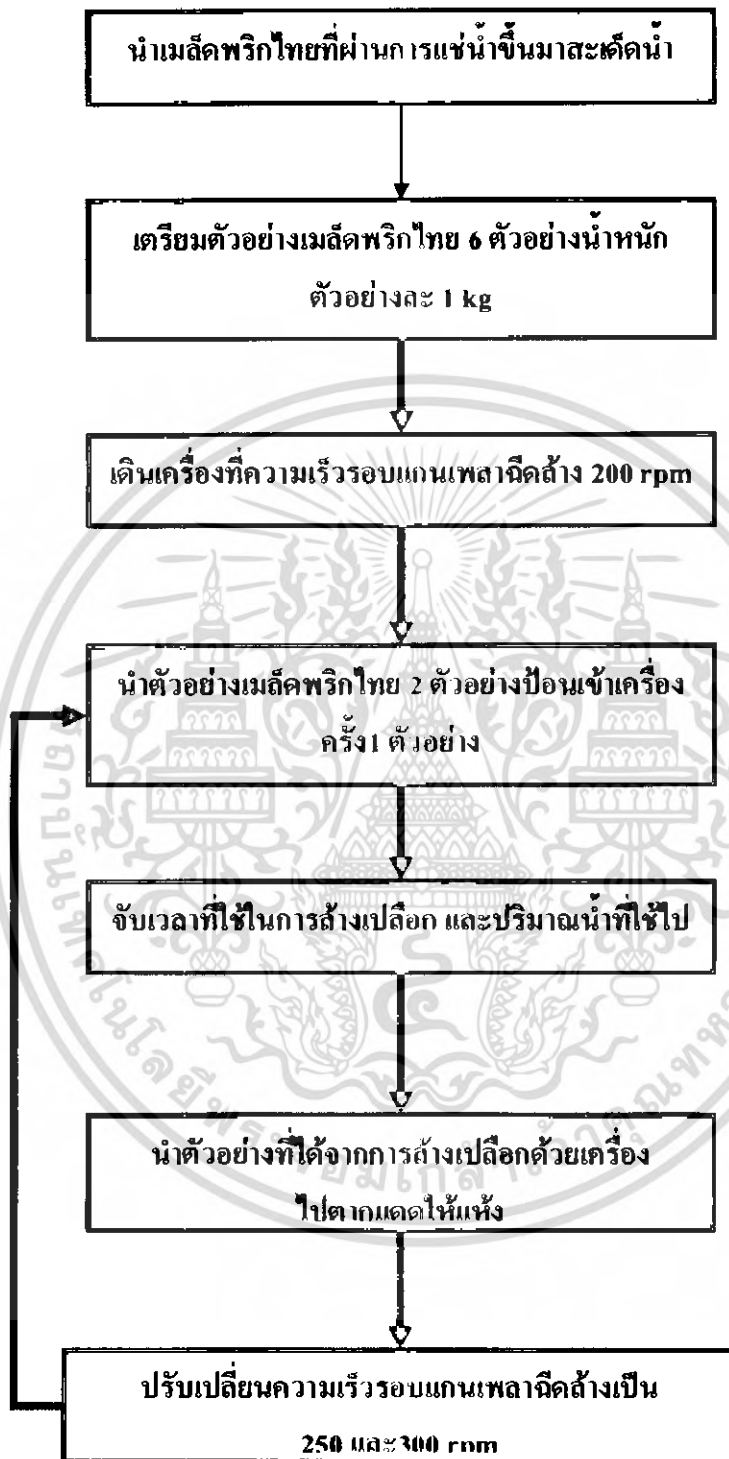 นำเมล็ดพริกไทยที่ผ่านการแช่น้ำขึ้นมาสะเด็ดน้ำ
เตรียมตัวอย่างเมล็ดพริกไทย 6 ตัวอย่างน้ำหนัก
ตัวอย่างละ 1 kg
เดินเครื่องที่ความเร็วรอบแกนเพลาฉีดล้าง 200 rpm
นำตัวอย่างเมล็ดพริกไทย 2 ตัวอย่างป้อนเข้าเครื่อง
ครั้ง1 ตัวอย่าง
จับเวลาที่ใช้ในการล้างเปลือก และปริมาณน้ำที่ใช้ไป
นำตัวอย่างที่ได้จากการล้างเปลือกด้วยเครื่อง
ไปตากแดดให้แห้ง
ปรับเปลี่ยนความเร็วรอบแกนเพลาฉีดล้างเป็น
250 และ300 rpm